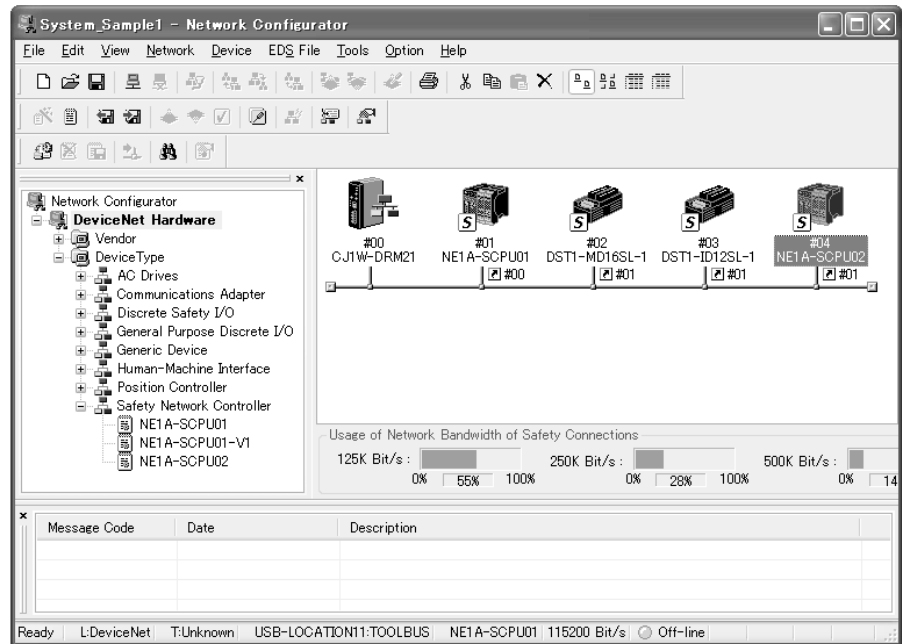 System_Sample1 - Network Configurator
File Edit View Network Device EDS File Tools Option Help
Network Configurator
DeviceNet Hardware
Vendor
DeviceType
AC Drives
Communications Adapter
Discrete Safety I/O
General Purpose Discrete I/O
Generic Device
Human-Machine Interface
Position Controller
Safety Network Controller
NE1A-SCPU01
NE1A-SCPU01-V1
NE1A-SCPU02
S S S S
#00 #01 #02 #03 #04
CJ1W-DRM21 NE1A-SCPU01 DST1-MD16SL-1 DST1-ID12SL-1 NE1A-SCPU02
#00 #01 #01 #01
Usage of Network Bandwidth of Safety Connections
125K Bit/s : 250K Bit/s : 500K Bit/s :
0% 55% 100% 0% 28% 100% 0% 14
Message Code Date Description
Ready L:DeviceNet T:Unknown USB-LOCATION11:TOOLBUS NE1A-SCPU01 115200 Bit/s Off-line